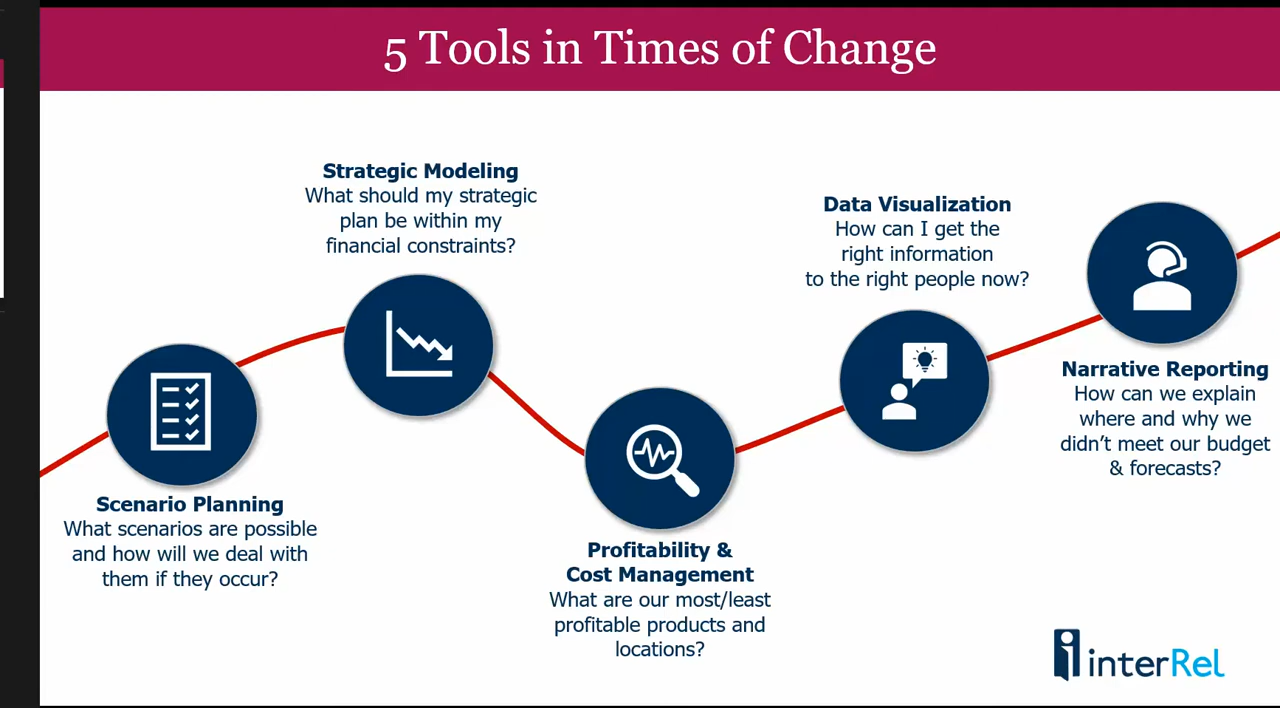 5 Tools in Times of Change
Scenario Planning
What scenarios are possible
and how will we deal with
them if they occur?
Strategic Modeling
What should my strategic
plan be within my
financial constraints?
Profitability &
Cost Management
What are our most/least
profitable products and
locations?
Data Visualization
How can I get the
right information
to the right people now?
Narrative Reporting
How can we explain
where and why we
didn't meet our budget
& forecasts?
interRel